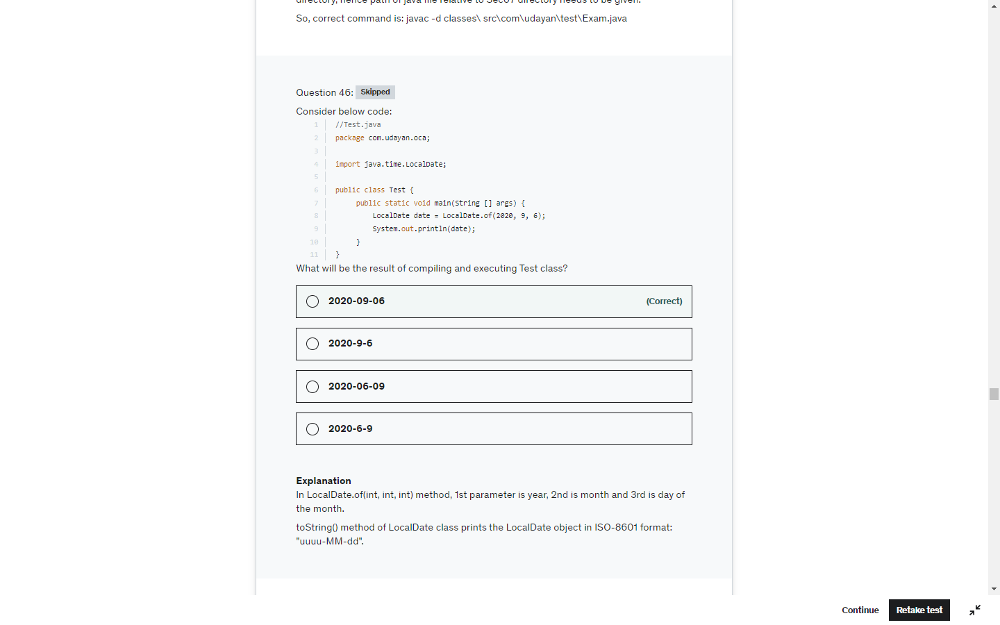 So, correct command is: javac -d classes\ src\com\udayan\test\Exam.java
Question 46: Skipped
Consider below code:
1 //Test.java
2 package com.udayan.oca;
3
4 import java.time.LocalDate;
5
6 public class Test {
7 public static void main(String [] args) {
8 LocalDate date = LocalDate.of(2020, 9, 6);
9 System.out.println(date);
10 }
11 }
What will be the result of compiling and executing Test class?
2020-09-06 (Correct)
2020-9-6
2020-06-09
2020-6-9
Explanation
In LocalDate.of(int, int, int) method, 1st parameter is year, 2nd is month and 3rd is day of
the month.
toString() method of LocalDate class prints the LocalDate object in ISO-8601 format:
"uuuu-MM-dd".
Continue Retake test